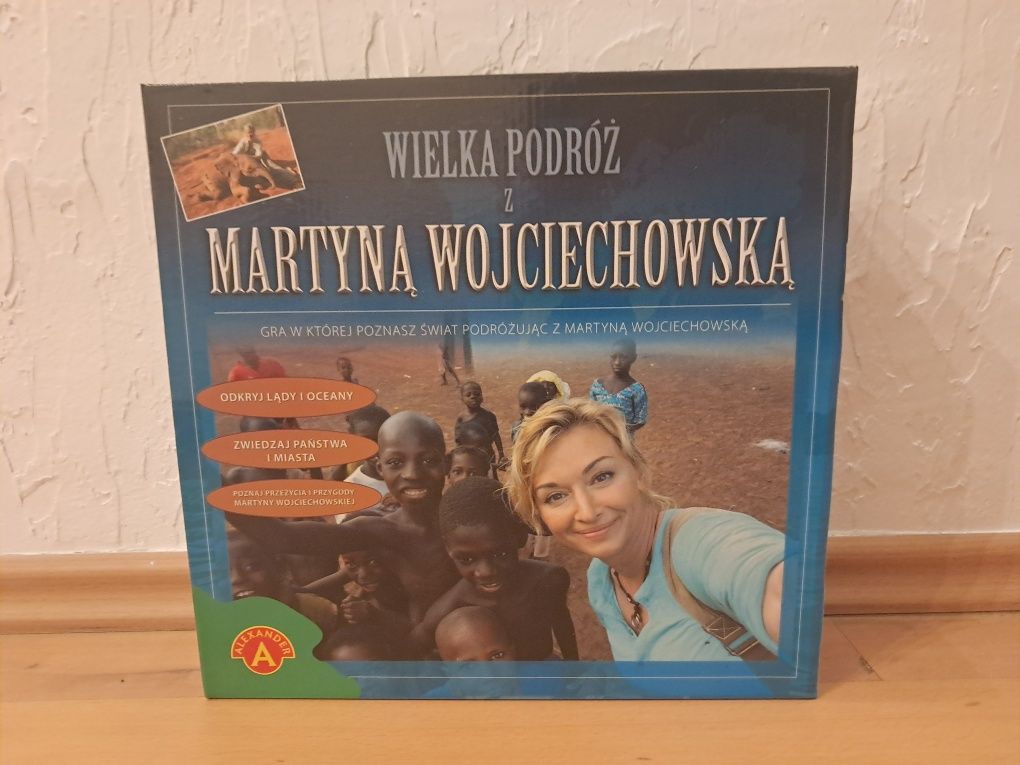 WIELKA PODRÓŻ
Z
MARTYNĄ WOJCIECHOWSKĄ
GRA W KTÓREJ POZNASZ ŚWIAT PODRÓŻUJĄC Z MARTYNĄ WOJCIECHOWSKĄ
ODKRYJ LĄDY I OCEANY
ZWIEDZAJ PAŃSTWA
I MIASTA
POZNAJ PRZEŻYCIA I PRZYGODY
MARTYNY WOJCIECHOWSKIEJ
ALEXANDER
A